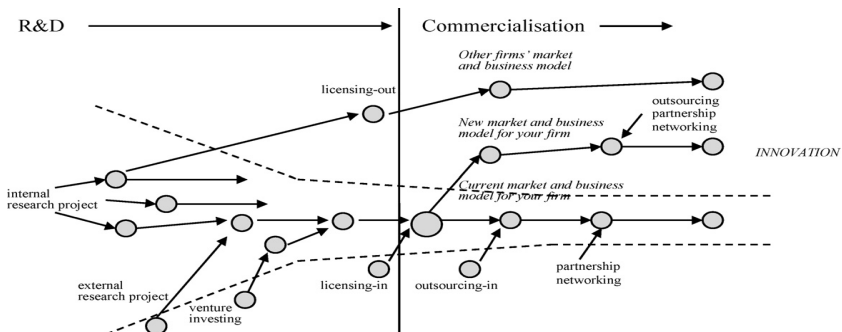 R&D
Commercialisation
Other firms' market
and business model
licensing-out
outsourcing
partnership
networking
New market and business
model for your firm
INNOVATION
internal
research project
Current market and business
model for your firm
external
research project
venture
investing
licensing-in
outsourcing-in
partnership
networking